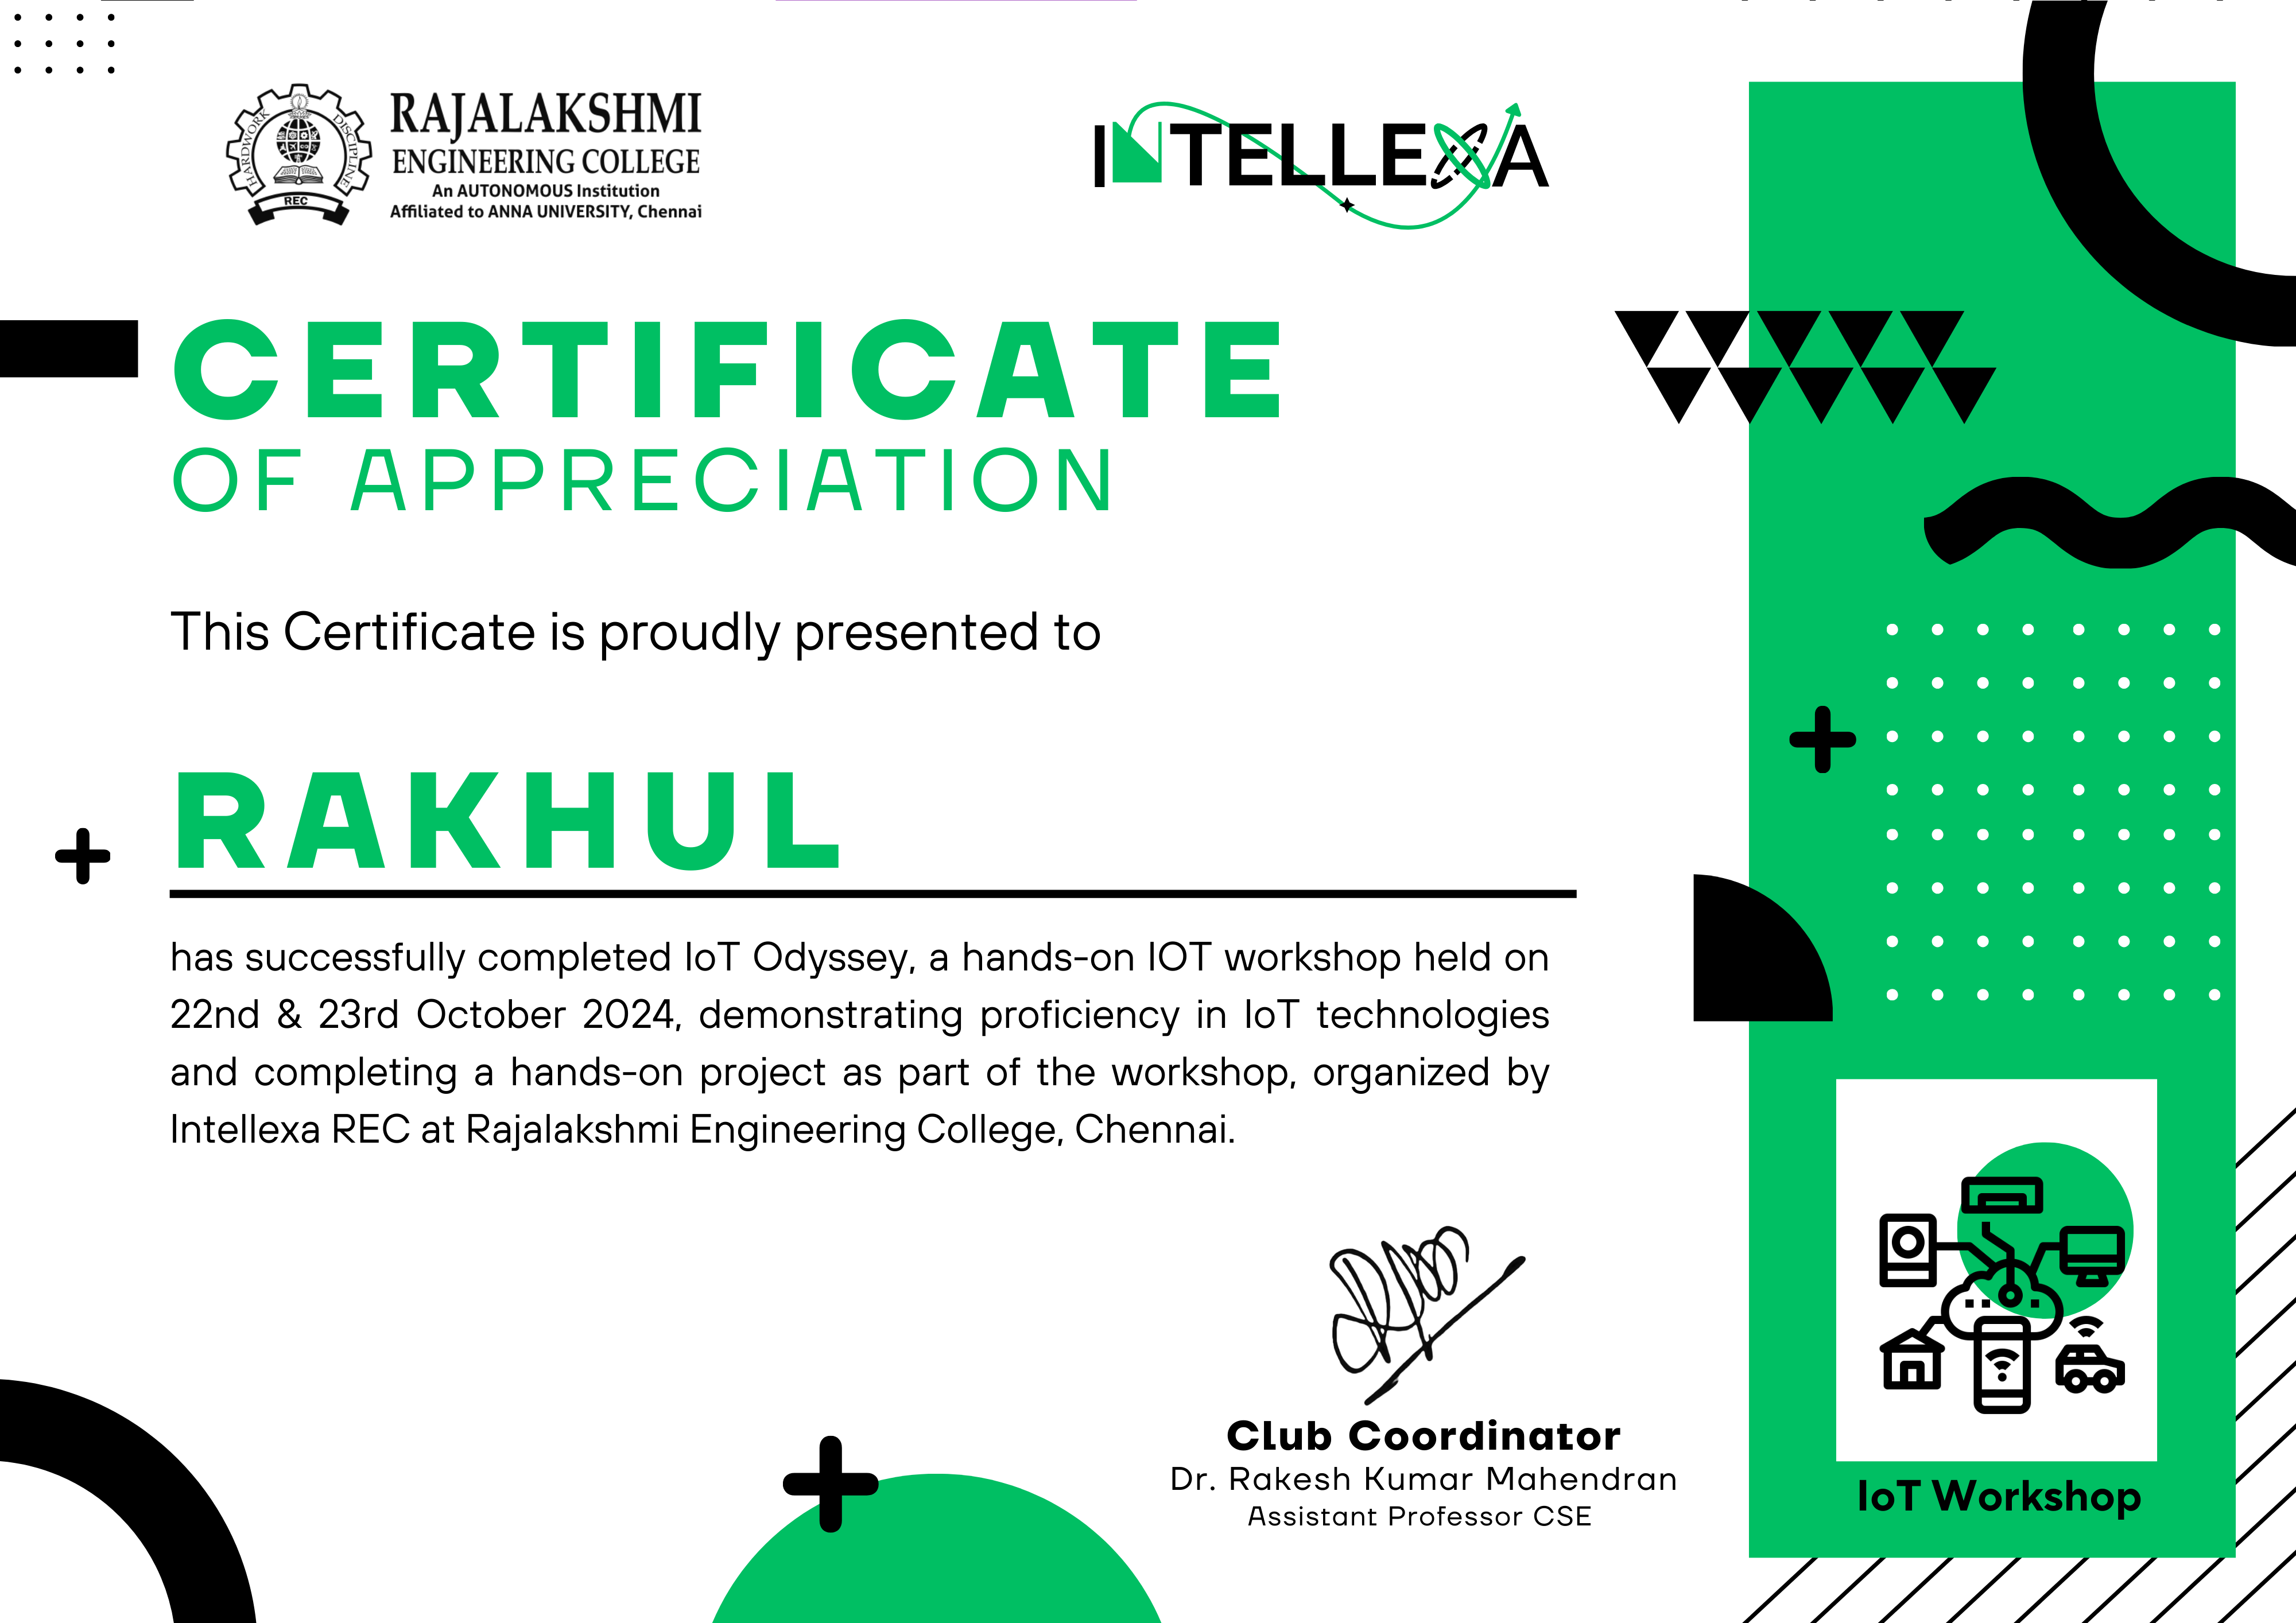 HARDWORK
DISCIPLINE
REC
RAJALAKSHMI
ENGINEERING COLLEGE
An AUTONOMOUS Institution
Affiliated to ANNA UNIVERSITY, Chennai
INTELLEXA
CERTIFICATE
OF APPRECIATION
This Certificate is proudly presented to
RAKHUL
has successfully completed IoT Odyssey, a hands-on IOT workshop held on
22nd & 23rd October 2024, demonstrating proficiency in IoT technologies
and completing a hands-on project as part of the workshop, organized by
Intellexa REC at Rajalakshmi Engineering College, Chennai.
Club Coordinator
Dr. Rakesh Kumar Mahendran
Assistant Professor CSE
IoT Workshop